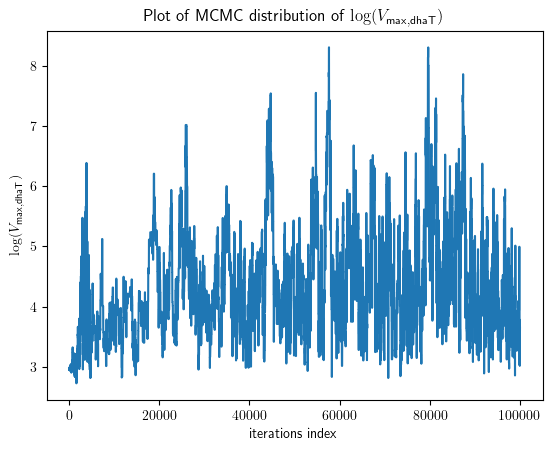 Plot of MCMC distribution of log(V_max,dhaT)
log(V_max,dhaT)
8
7
6
5
4
3
0 20000 40000 60000 80000 100000
iterations index